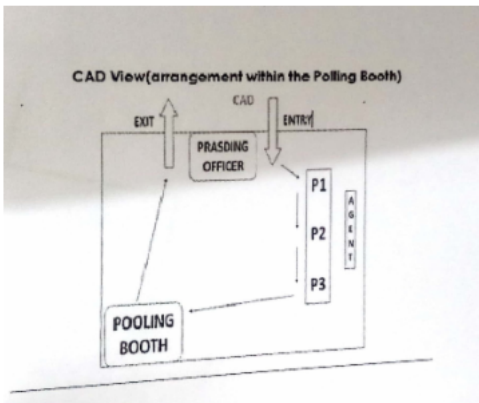 CAD View(arrangement within the Polling Booth)
CAD
EXIT
ENTRY
PRASDING
OFFICER
P1
P2
P3
AGENT
POOLING
BOOTH